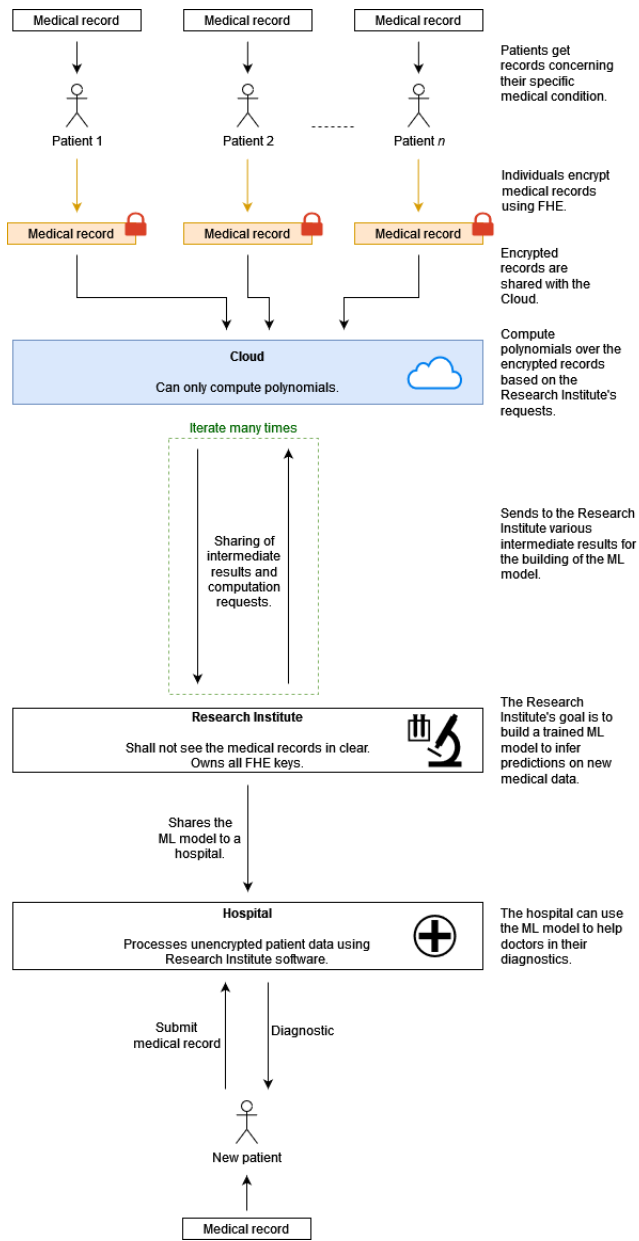 Medical record
Medical record
Medical record
Patients get
records concerning
their specific
medical condition.
Patient 1
Patient 2
Patient n
Individuals encrypt
medical records
using FHE.
Medical record
Medical record
Medical record
Encrypted
records are
shared with the
Cloud.
Cloud
Can only compute polynomials.
Compute
polynomials over the
encrypted records
based on the
Research Institute's
requests.
Iterate many times
Sharing of
intermediate
results and
computation
requests.
Sends to the Research
Institute various
intermediate results for
the building of the ML
model.
Research Institute
Shall not see the medical records in clear.
Owns all FHE keys.
The Research
Institute's goal is to
build a trained ML
model to infer
predictions on new
medical data.
Shares the
ML model to a
hospital.
Hospital
Processes unencrypted patient data using
Research Institute software.
The hospital can use
the ML model to help
doctors in their
diagnostics.
Submit
medical record
Diagnostic
New patient
Medical record